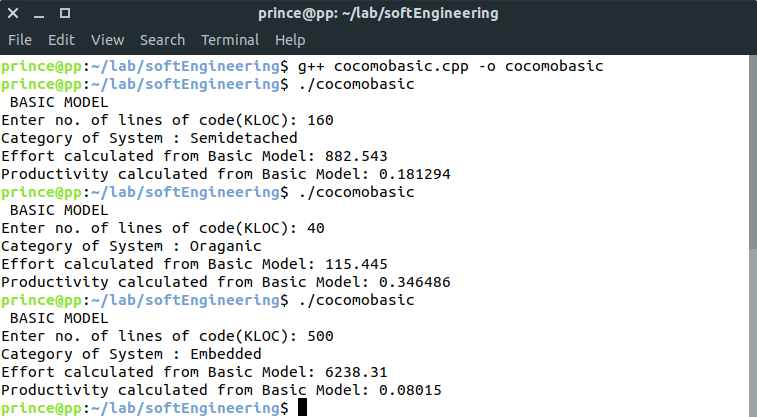 prince@pp: ~/lab/softEngineering
File Edit View Search Terminal Help
prince@pp:~/lab/softEngineering$ g++ cocomobasic.cpp -o cocomobasic
prince@pp:~/lab/softEngineering$ ./cocomobasic
 BASIC MODEL
Enter no. of lines of code(KLOC): 160
Category of System : Semidetached
Effort calculated from Basic Model: 882.543
Productivity calculated from Basic Model: 0.181294
prince@pp:~/lab/softEngineering$ ./cocomobasic
 BASIC MODEL
Enter no. of lines of code(KLOC): 40
Category of System : Oraganic
Effort calculated from Basic Model: 115.445
Productivity calculated from Basic Model: 0.346486
prince@pp:~/lab/softEngineering$ ./cocomobasic
 BASIC MODEL
Enter no. of lines of code(KLOC): 500
Category of System : Embedded
Effort calculated from Basic Model: 6238.31
Productivity calculated from Basic Model: 0.08015
prince@pp:~/lab/softEngineering$